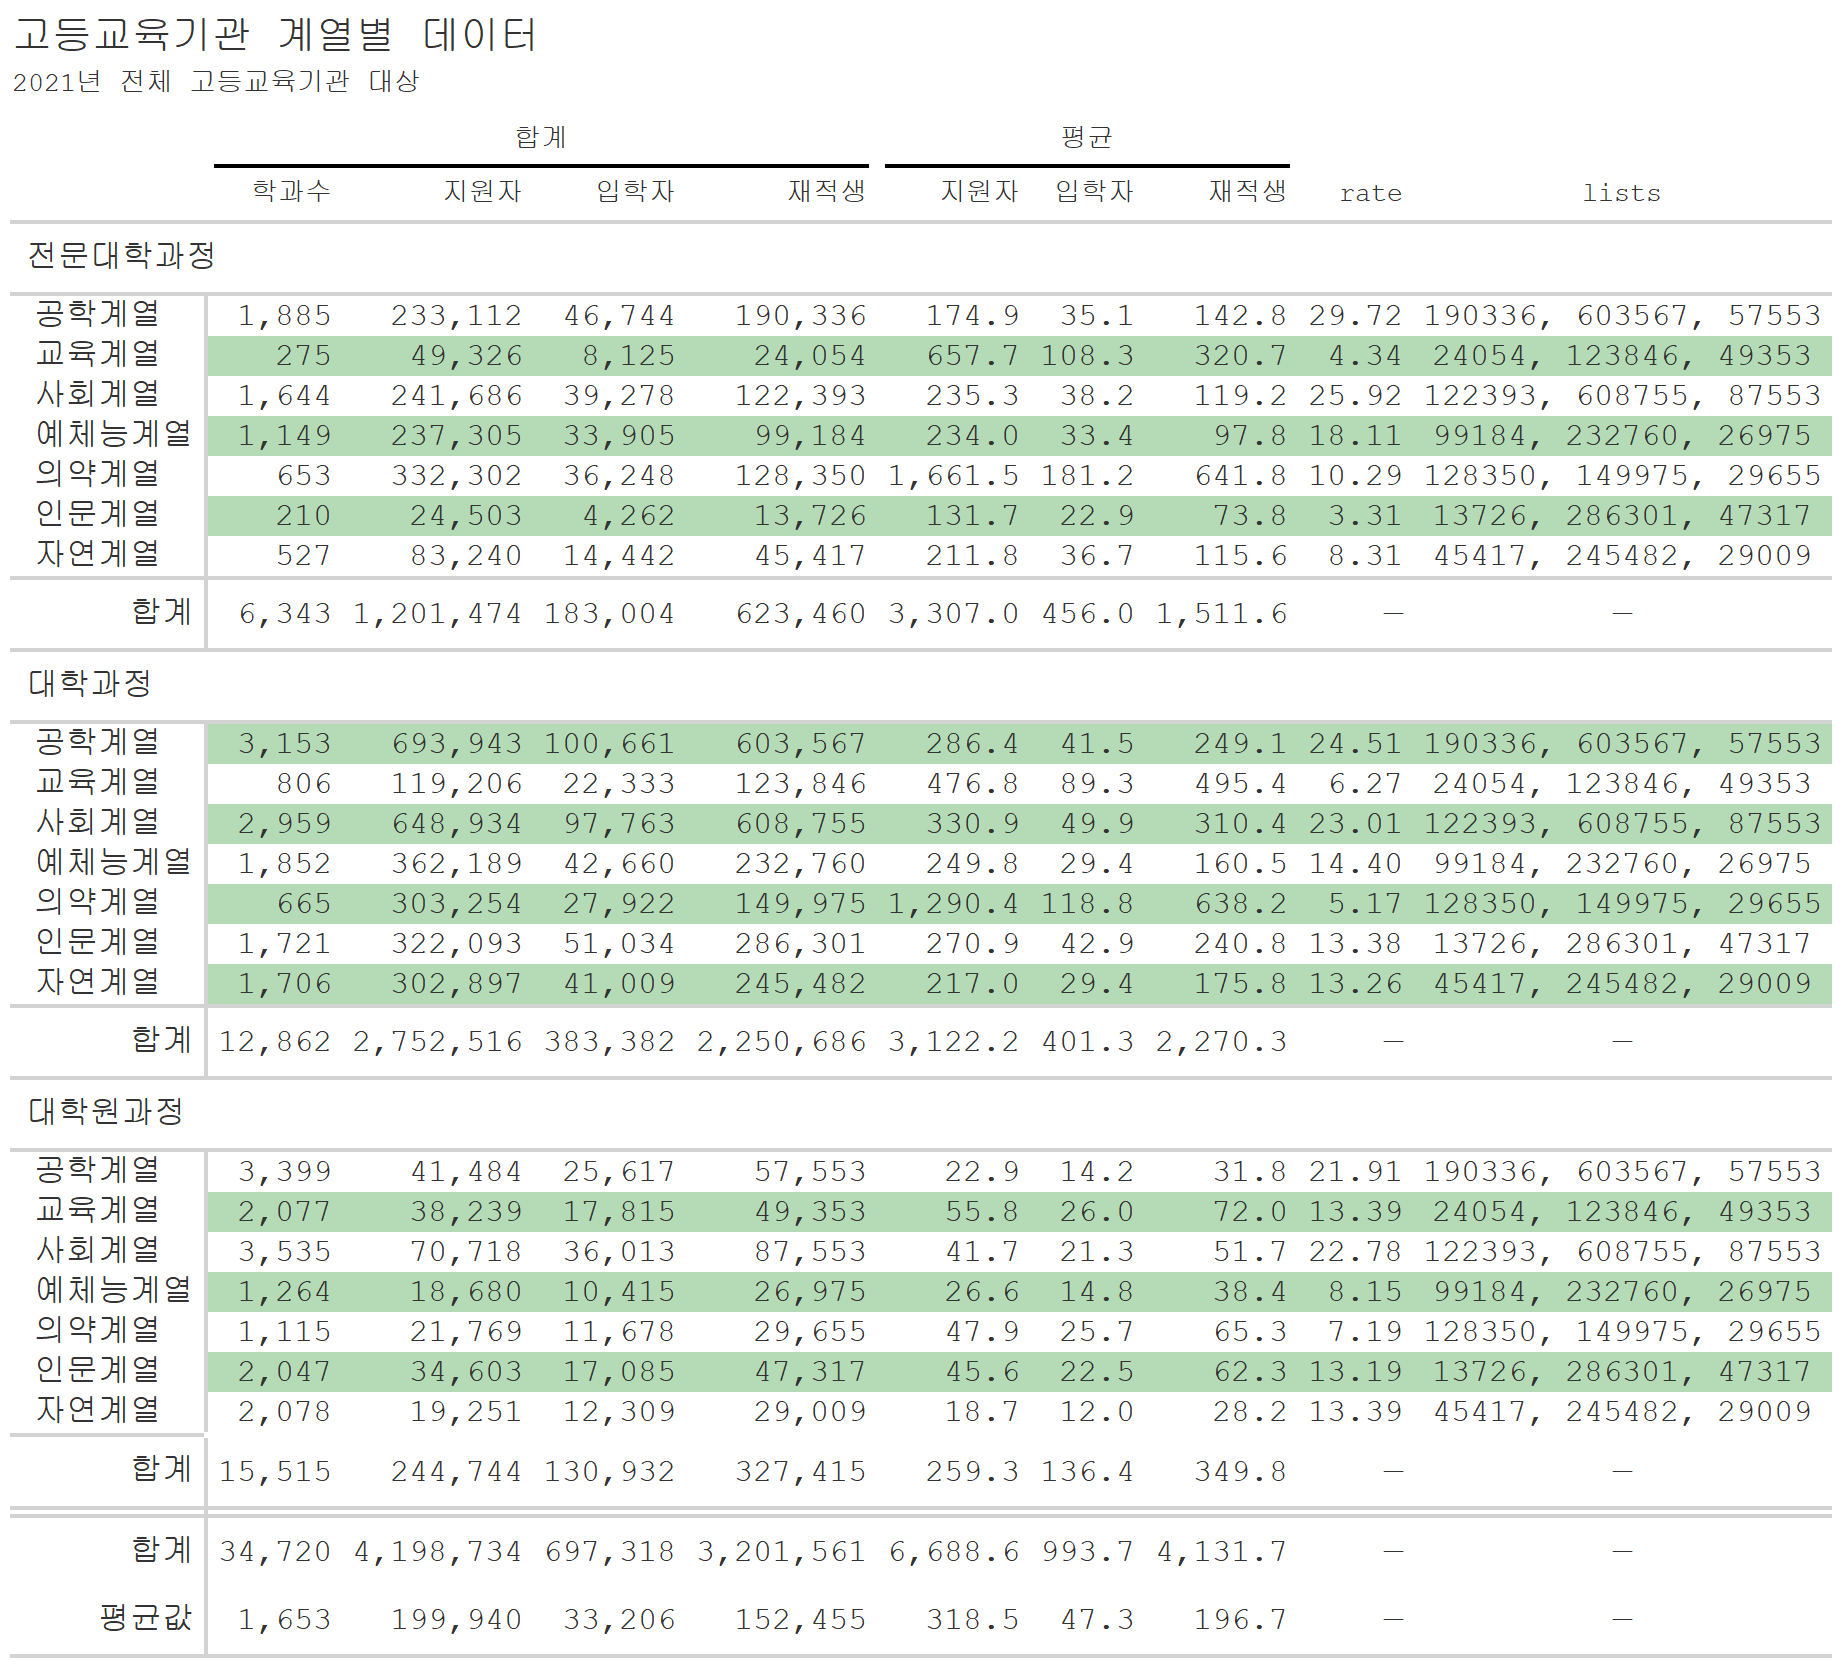 고등교육기관 계열별 데이터
2021년 전체 고등교육기관 대상
합계 평균
학과수 지원자 입학자 재적생 지원자 입학자 재적생 rate lists
전문대학과정
공학계열 1,885 233,112 46,744 190,336 174.9 35.1 142.8 29.72 190336, 603567, 57553
교육계열 275 49,326 8,125 24,054 657.7 108.3 320.7 4.34 24054, 123846, 49353
사회계열 1,644 241,686 39,278 122,393 235.3 38.2 119.2 25.92 122393, 608755, 87553
예체능계열 1,149 237,305 33,905 99,184 234.0 33.4 97.8 18.11 99184, 232760, 26975
의약계열 653 332,302 36,248 128,350 1,661.5 181.2 641.8 10.29 128350, 149975, 29655
인문계열 210 24,503 4,262 13,726 131.7 22.9 73.8 3.31 13726, 286301, 47317
자연계열 527 83,240 14,442 45,417 211.8 36.7 115.6 8.31 45417, 245482, 29009
합계 6,343 1,201,474 183,004 623,460 3,307.0 456.0 1,511.6 — —
대학과정
공학계열 3,153 693,943 100,661 603,567 286.4 41.5 249.1 24.51 190336, 603567, 57553
교육계열 806 119,206 22,333 123,846 476.8 89.3 495.4 6.27 24054, 123846, 49353
사회계열 2,959 648,934 97,763 608,755 330.9 49.9 310.4 23.01 122393, 608755, 87553
예체능계열 1,852 362,189 42,660 232,760 249.8 29.4 160.5 14.40 99184, 232760, 26975
의약계열 665 303,254 27,922 149,975 1,290.4 118.8 638.2 5.17 128350, 149975, 29655
인문계열 1,721 322,093 51,034 286,301 270.9 42.9 240.8 13.38 13726, 286301, 47317
자연계열 1,706 302,897 41,009 245,482 217.0 29.4 175.8 13.26 45417, 245482, 29009
합계 12,862 2,752,516 383,382 2,250,686 3,122.2 401.3 2,270.3 — —
대학원과정
공학계열 3,399 41,484 25,617 57,553 22.9 14.2 31.8 21.91 190336, 603567, 57553
교육계열 2,077 38,239 17,815 49,353 55.8 26.0 72.0 13.39 24054, 123846, 49353
사회계열 3,535 70,718 36,013 87,553 41.7 21.3 51.7 22.78 122393, 608755, 87553
예체능계열 1,264 18,680 10,415 26,975 26.6 14.8 38.4 8.15 99184, 232760, 26975
의약계열 1,115 21,769 11,678 29,655 47.9 25.7 65.3 7.19 128350, 149975, 29655
인문계열 2,047 34,603 17,085 47,317 45.6 22.5 62.3 13.19 13726, 286301, 47317
자연계열 2,078 19,251 12,309 29,009 18.7 12.0 28.2 13.39 45417, 245482, 29009
합계 15,515 244,744 130,932 327,415 259.3 136.4 349.8 — —
합계 34,720 4,198,734 697,318 3,201,561 6,688.6 993.7 4,131.7 — —
평균값 1,653 199,940 33,206 152,455 318.5 47.3 196.7 — —